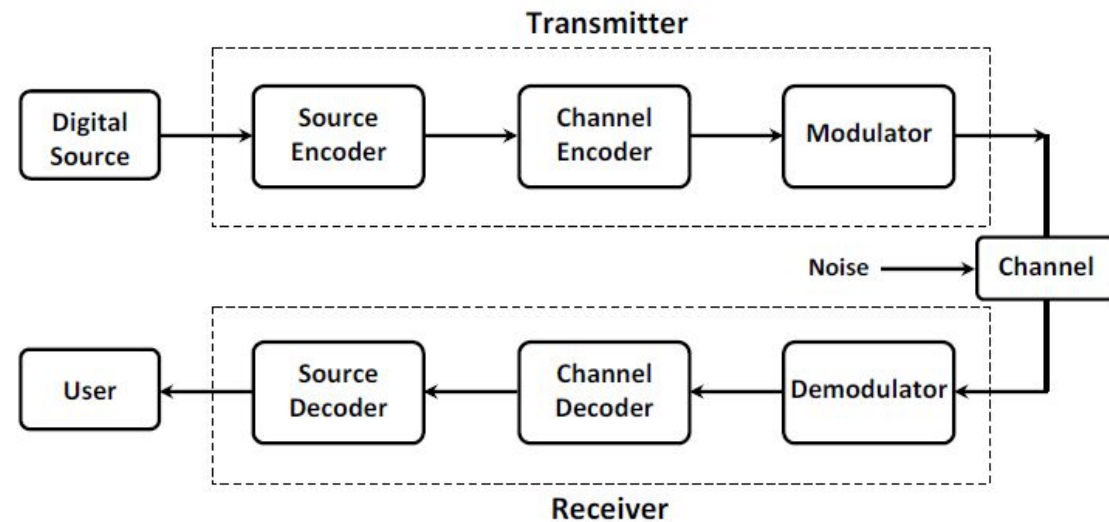 Transmitter
Digital
Source
Source
Encoder
Channel
Encoder
Modulator
Noise
Channel
User
Source
Decoder
Channel
Decoder
Demodulator
Receiver